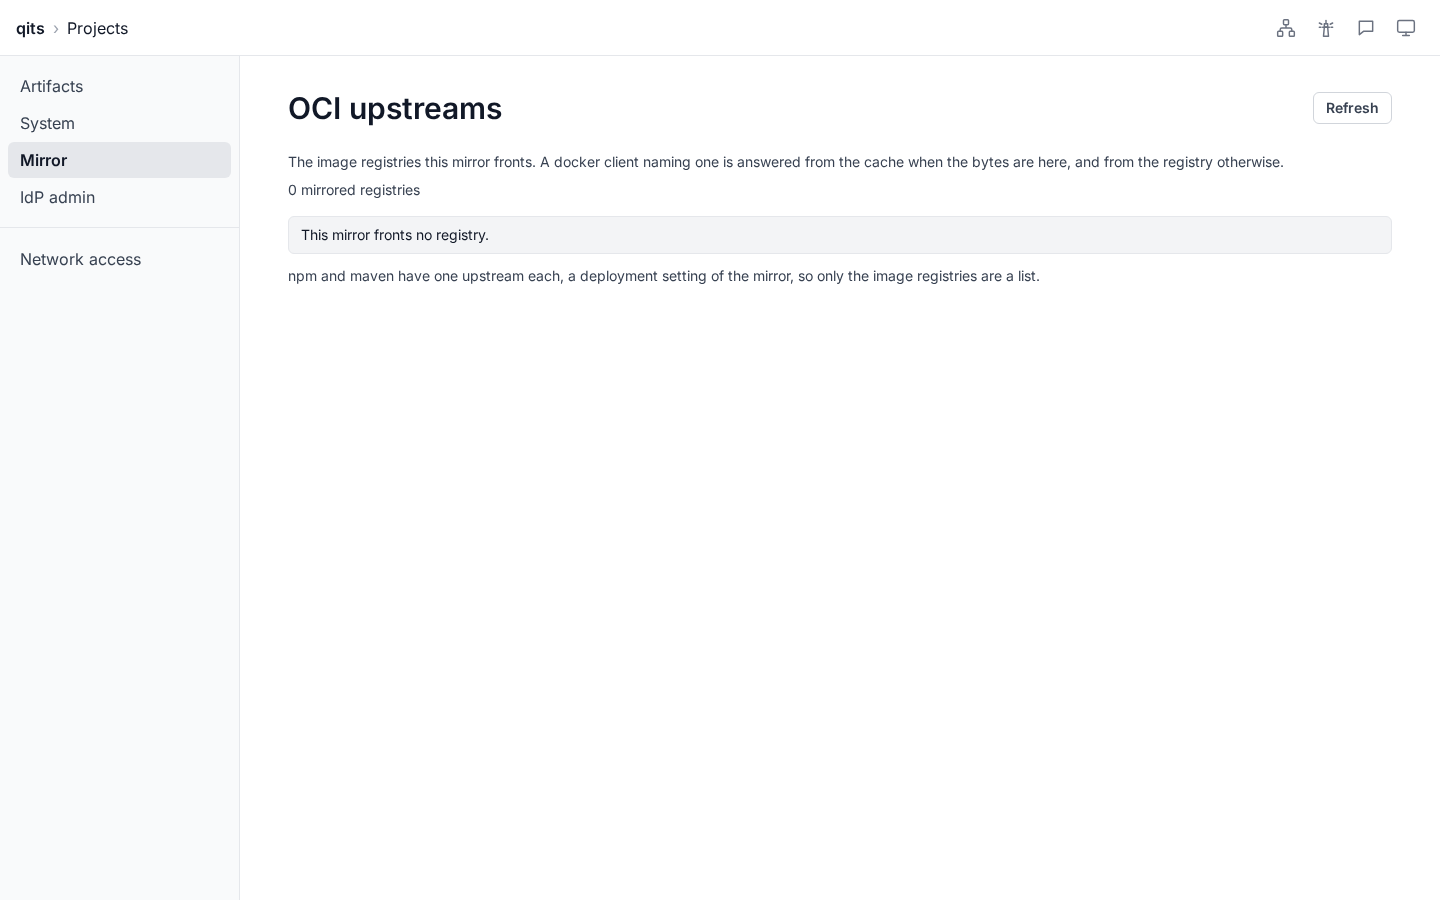 qits › Projects
Artifacts
System
Mirror
IdP admin
Network access
OCI upstreams
Refresh
The image registries this mirror fronts. A docker client naming one is answered from the cache when the bytes are here, and from the registry otherwise.
0 mirrored registries
This mirror fronts no registry.
npm and maven have one upstream each, a deployment setting of the mirror, so only the image registries are a list.